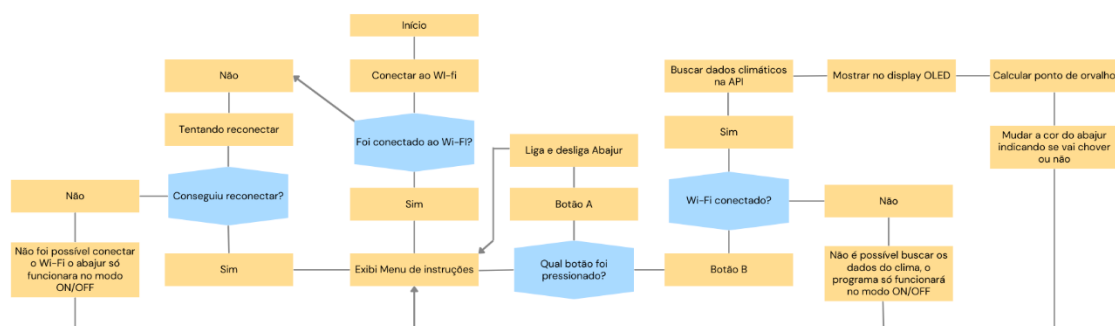 Início
Conectar ao WI-fi
Foi conectado ao Wi-FI?
Não
Tentando reconectar
Conseguiu reconectar?
Não
Não foi possível conectar
o Wi-Fi o abajur só
funcionara no modo
ON/OFF
Sim
Sim
Exibi Menu de instruções
Qual botão foi
pressionado?
Botão A
Liga e desliga Abajur
Botão B
Wi-Fi conectado?
Sim
Buscar dados climáticos
na API
Mostrar no display OLED
Calcular ponto de orvalho
Mudar a cor do abajur
indicando se vai chover
ou não
Não
Não é possível buscar os
dados do clima, o
programa só funcionará
no modo ON/OFF